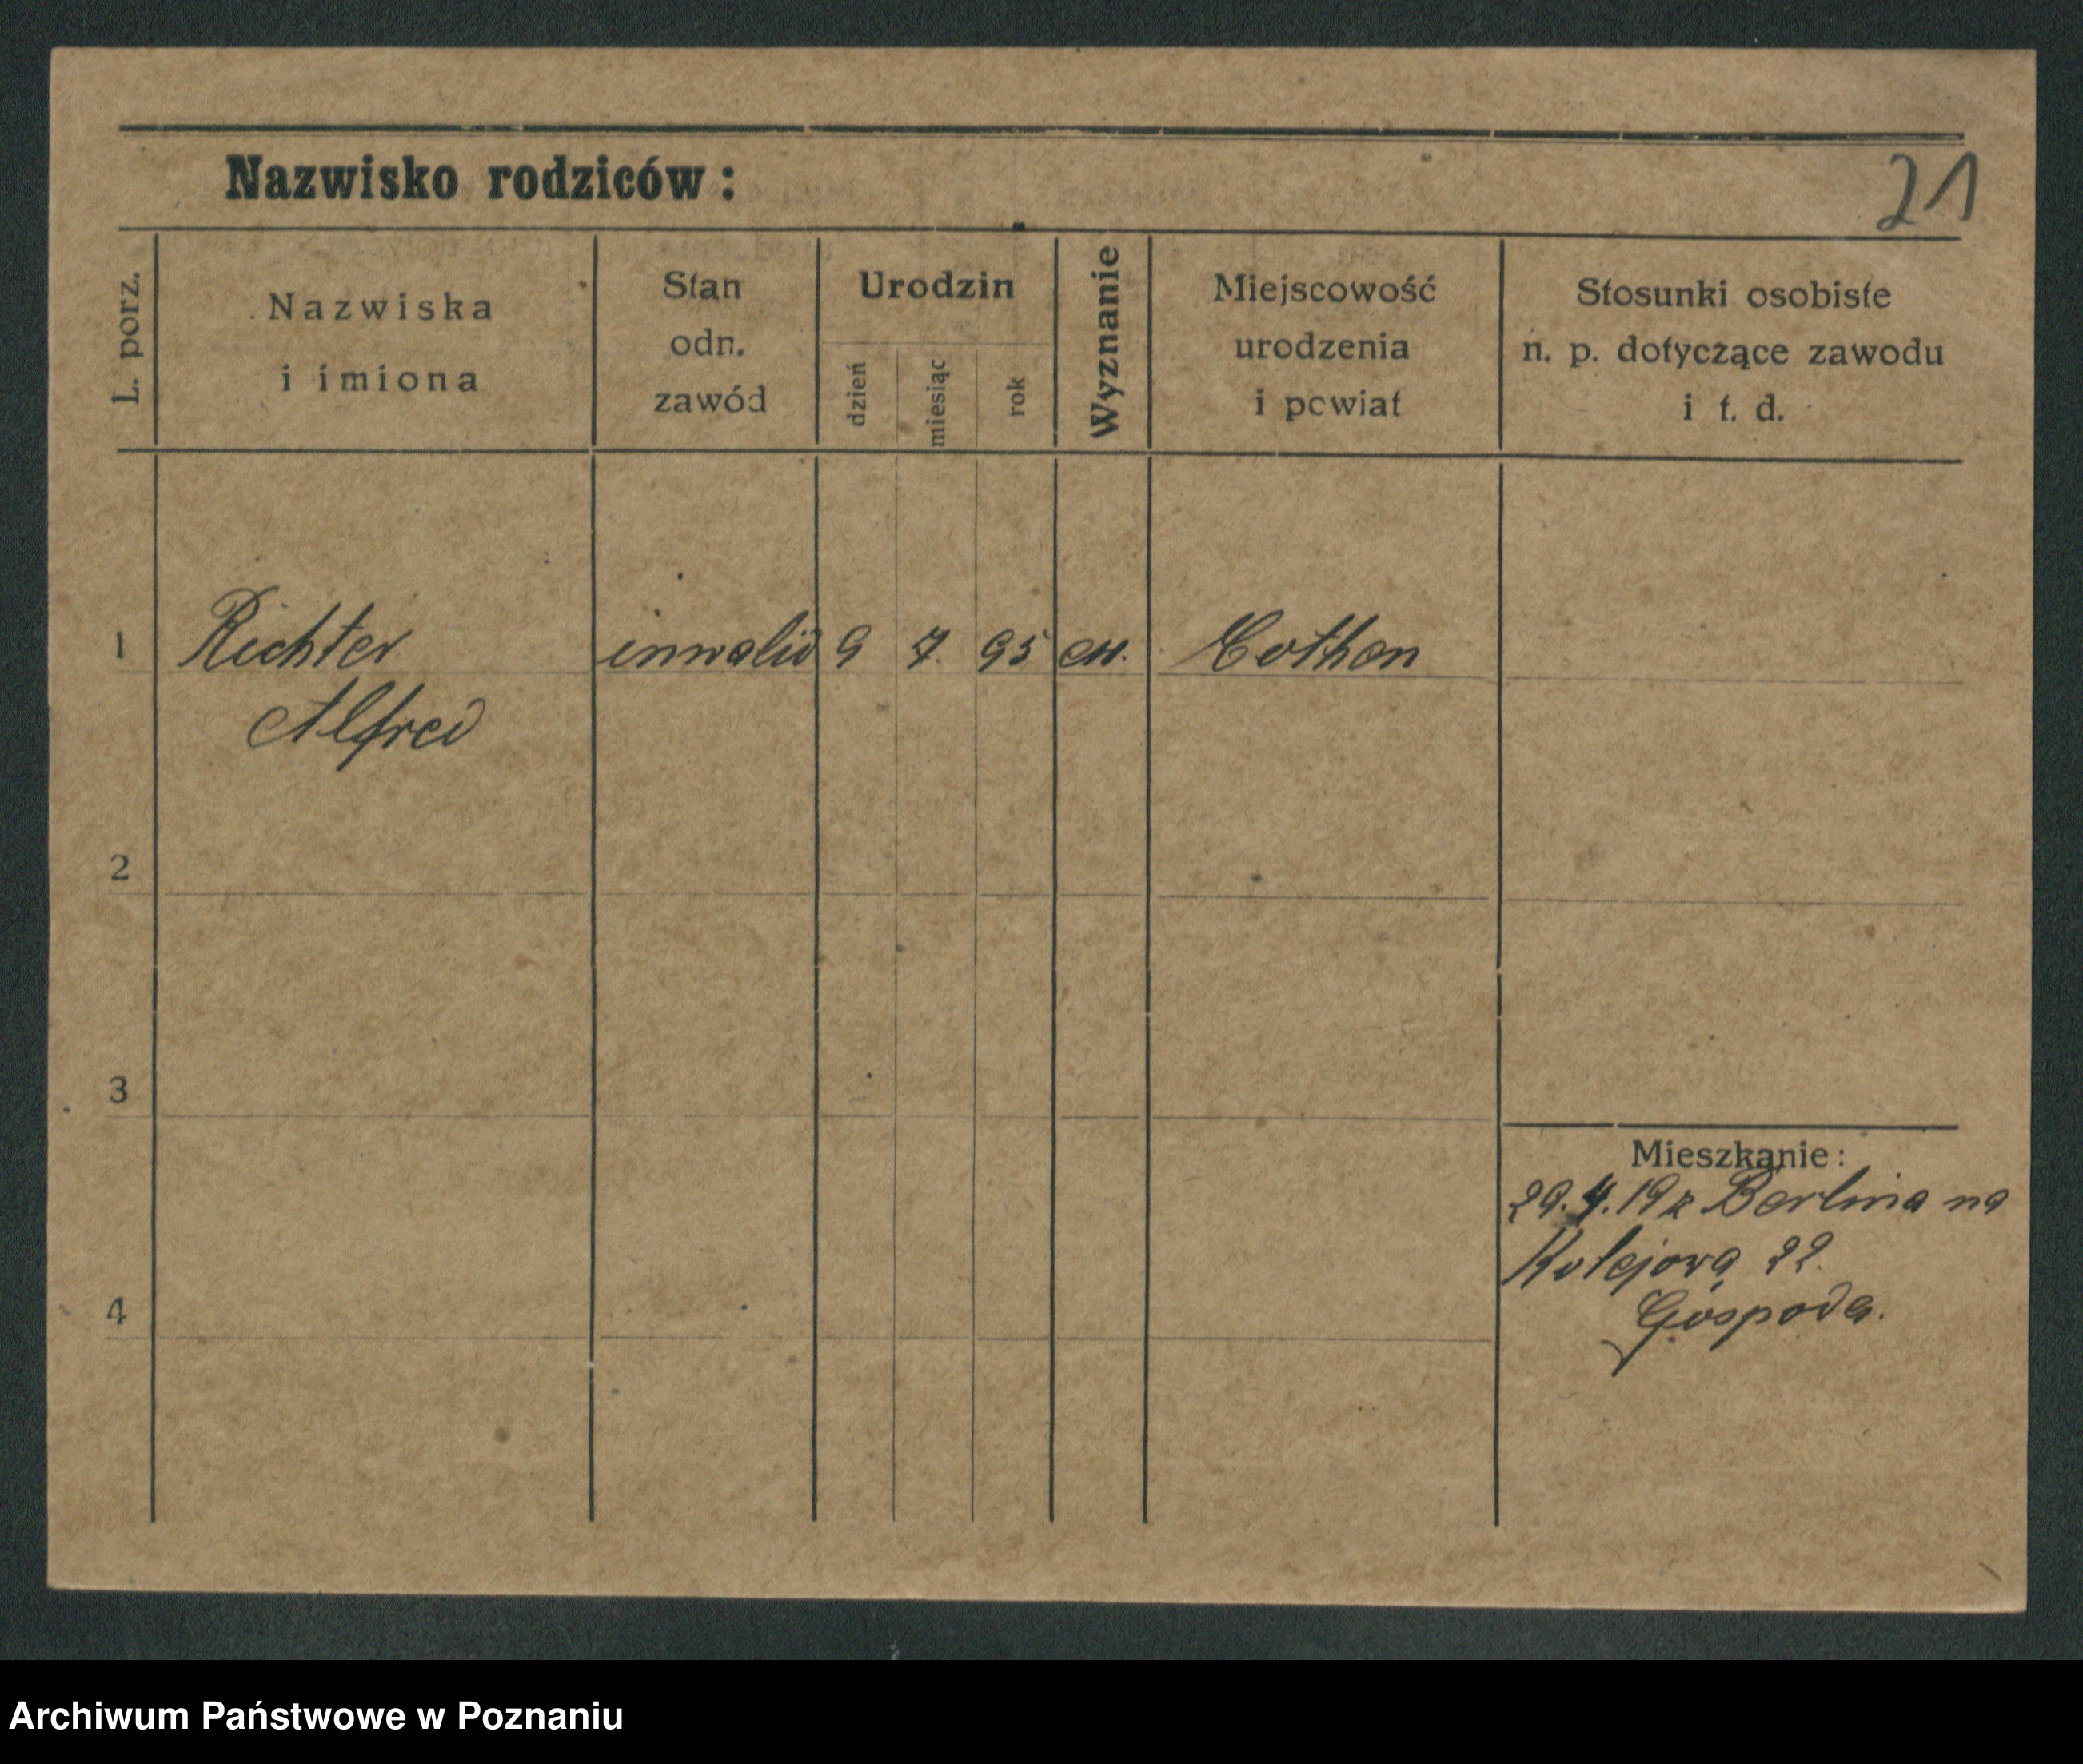 Nazwisko rodziców:
21
L. porz.
Nazwiska
i imiona
Stan
odn.
zawód
Urodzin
dzień
miesiąc
rok
Wyznanie
Miejscowość
urodzenia
i powiat
Stosunki osobiste
n. p. dotyczące zawodu
i t. d.
1
Richter
Alfred
inwalid
9
7.
95
Cothen
2
3
4
Mieszkanie:
29.4.19 z Berlina na
Kolejową 22.
Gospoda.
Archiwum Państwowe w Poznaniu